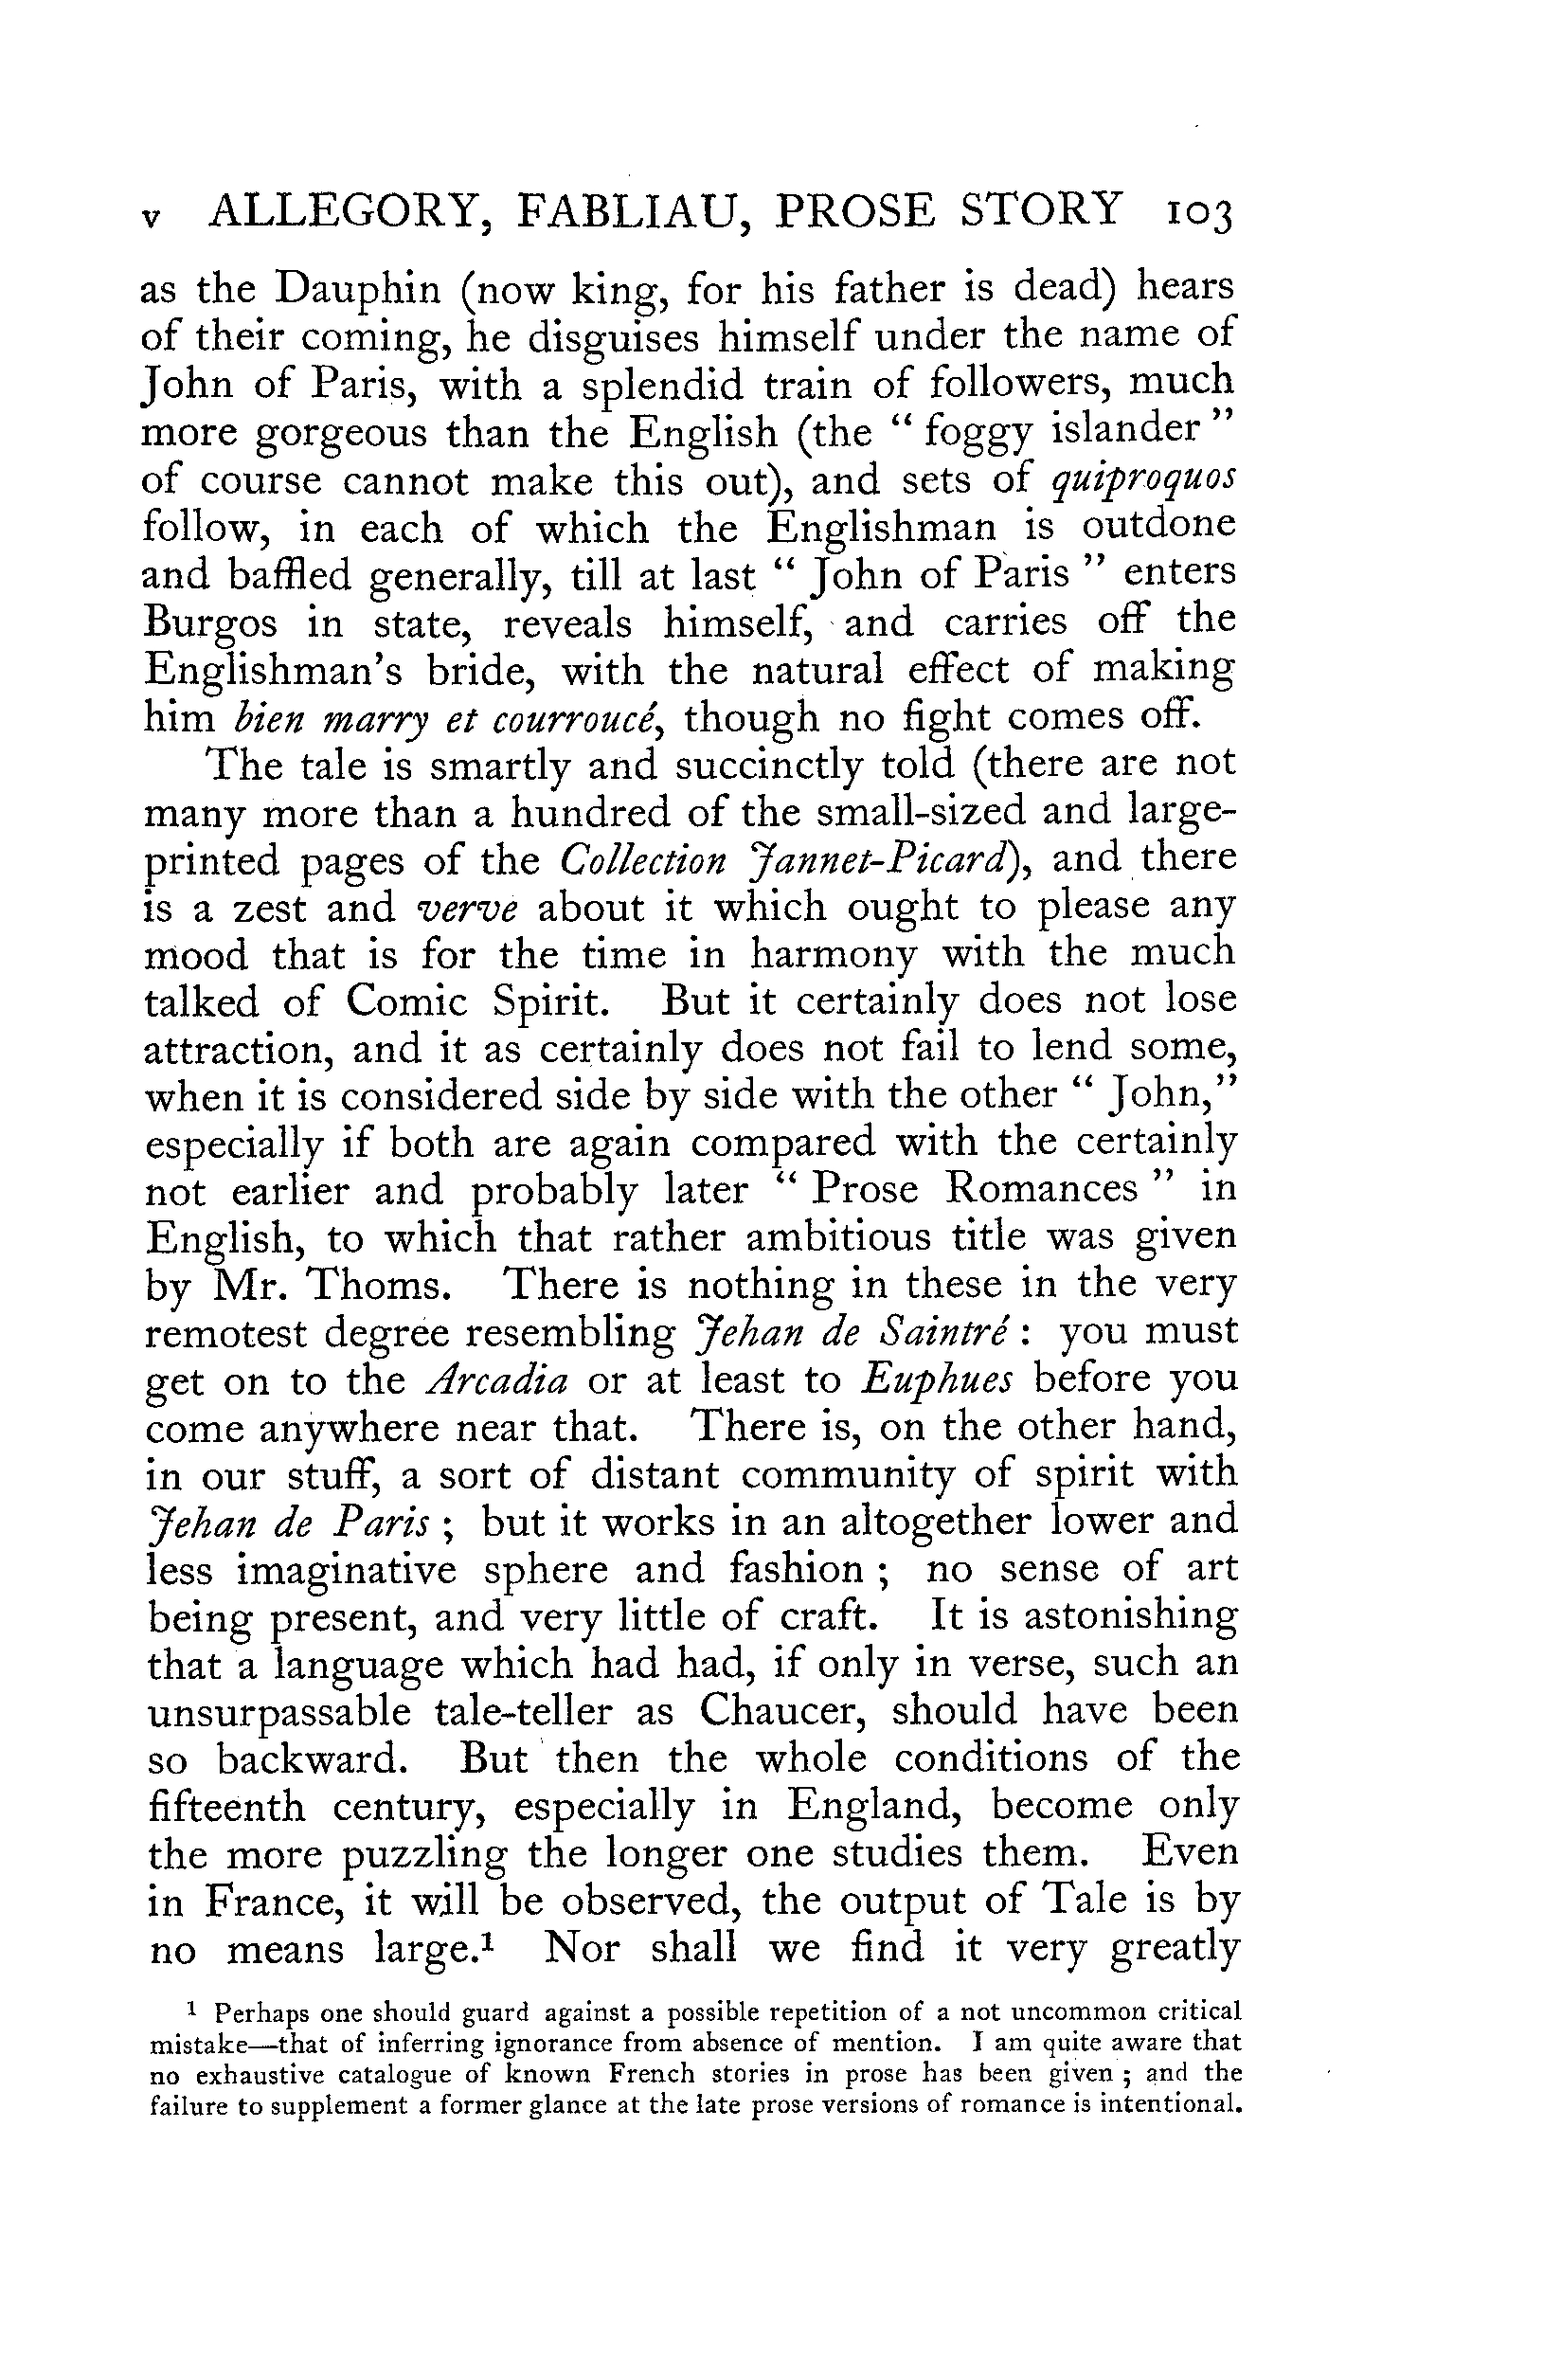 v ALLEGORY, FABLIAU, PROSE STORY 103
as the Dauphin (now king, for his father is dead) hears
of their coming, he disguises himself under the name of
John of Paris, with a splendid train of followers, much
more gorgeous than the English (the “ foggy islander ”
of course cannot make this out), and sets of quiproquos
follow, in each of which the Englishman is outdone
and baffled generally, till at last “ John of Paris ” enters
Burgos in state, reveals himself, and carries off the
Englishman’s bride, with the natural effect of making
him bien marry et courroucé, though no fight comes off.
The tale is smartly and succinctly told (there are not
many more than a hundred of the small-sized and large-
printed pages of the Collection Jannet-Picard), and there
is a zest and verve about it which ought to please any
mood that is for the time in harmony with the much
talked of Comic Spirit. But it certainly does not lose
attraction, and it as certainly does not fail to lend some,
when it is considered side by side with the other “ John,”
especially if both are again compared with the certainly
not earlier and probably later “ Prose Romances ” in
English, to which that rather ambitious title was given
by Mr. Thoms. There is nothing in these in the very
remotest degree resembling Jehan de Saintré : you must
get on to the Arcadia or at least to Euphues before you
come anywhere near that. There is, on the other hand,
in our stuff, a sort of distant community of spirit with
Jehan de Paris ; but it works in an altogether lower and
less imaginative sphere and fashion ; no sense of art
being present, and very little of craft. It is astonishing
that a language which had had, if only in verse, such an
unsurpassable tale-teller as Chaucer, should have been
so backward. But then the whole conditions of the
fifteenth century, especially in England, become only
the more puzzling the longer one studies them. Even
in France, it will be observed, the output of Tale is by
no means large.¹ Nor shall we find it very greatly
¹ Perhaps one should guard against a possible repetition of a not uncommon critical
mistake—that of inferring ignorance from absence of mention. I am quite aware that
no exhaustive catalogue of known French stories in prose has been given ; and the
failure to supplement a former glance at the late prose versions of romance is intentional.